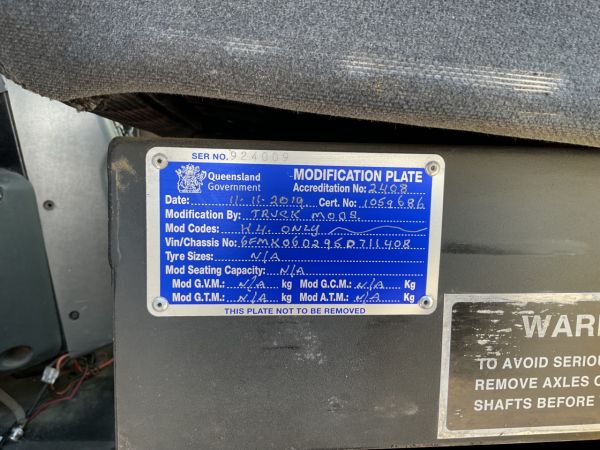 SER NO. 924009
Queensland Government
MODIFICATION PLATE
Accreditation No: 2408
Date: 11.11.2019 Cert. No: 1059686
Modification By: TRUCK MODS.
Mod Codes: H4. ONLY
Vin/Chassis No: 6FMK060295D711408
Tyre Sizes: N/A
Mod Seating Capacity: N/A
Mod G.V.M: N/A kg Mod G.C.M: N/A Kg
Mod G.T.M: N/A kg Mod A.T.M: N/A Kg
THIS PLATE NOT TO BE REMOVED
WAR
TO AVOID SERIO
REMOVE AXLES O
SHAFTS BEFORE